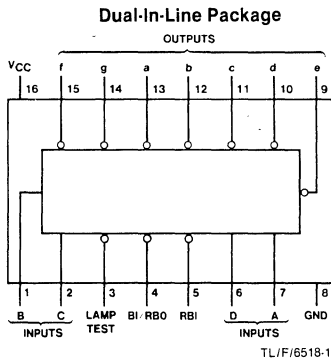 Dual-In-Line Package
OUTPUTS
VCC f g a b c d e
16 15 14 13 12 11 10 9
1 2 3 4 5 6 7 8
B C LAMP TEST BI/RBO RBI D A GND
INPUTS INPUTS
TL/F/6518-1